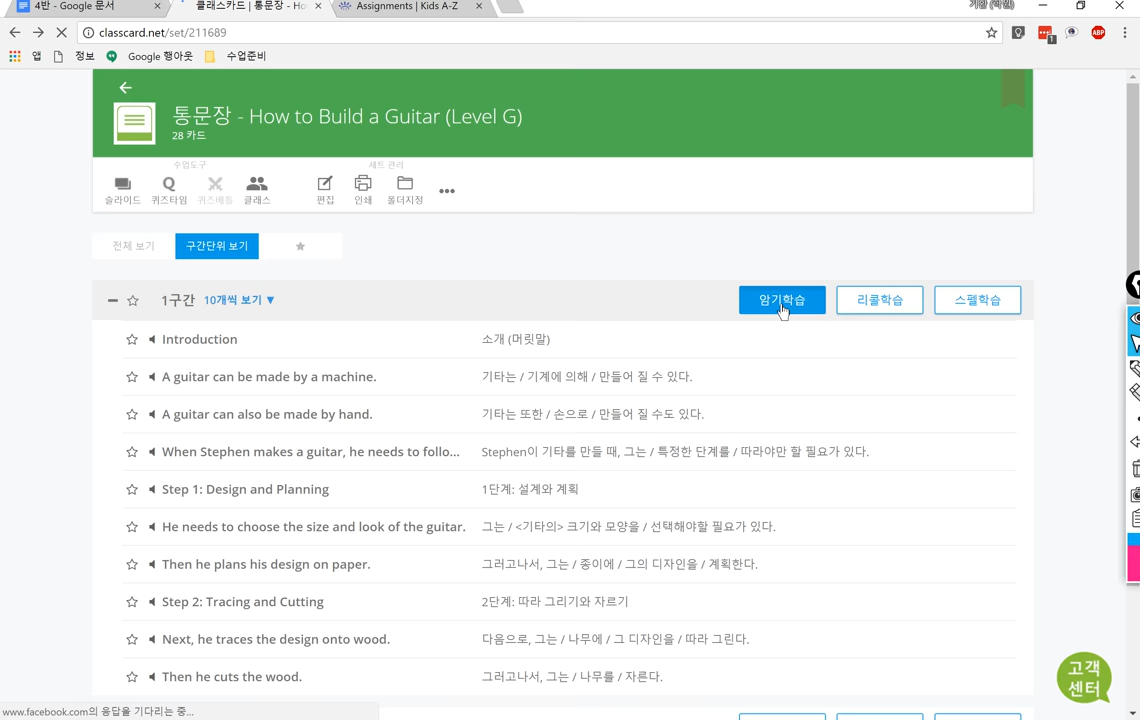 4반 - Google 문서
클래스카드 | 통문장 - Ho
Assignments | Kids A-Z
classcard.net/set/211689
1
ABP
앱
정보
Google 행아웃
수업준비
통문장 - How to Build a Guitar (Level G)
28 카드
수업도구
세트 관리
슬라이드
퀴즈타임
퀴즈배틀
클래스
편집
인쇄
폴더지정
전체 보기
구간단위 보기
1구간 10개씩 보기 ▼
암기학습
리콜학습
스펠학습
Introduction 소개 (머릿말)
A guitar can be made by a machine. 기타는 / 기계에 의해 / 만들어 질 수 있다.
A guitar can also be made by hand. 기타는 또한 / 손으로 / 만들어 질 수도 있다.
When Stephen makes a guitar, he needs to follo... Stephen이 기타를 만들 때, 그는 / 특정한 단계를 / 따라야만 할 필요가 있다.
Step 1: Design and Planning 1단계: 설계와 계획
He needs to choose the size and look of the guitar. 그는 / <기타의> 크기와 모양을 / 선택해야할 필요가 있다.
Then he plans his design on paper. 그러고나서, 그는 / 종이에 / 그의 디자인을 / 계획한다.
Step 2: Tracing and Cutting 2단계: 따라 그리기와 자르기
Next, he traces the design onto wood. 다음으로, 그는 / 나무에 / 그 디자인을 / 따라 그린다.
Then he cuts the wood. 그러고나서, 그는 / 나무를 / 자른다.
고객
센터
www.facebook.com의 응답을 기다리는 중...